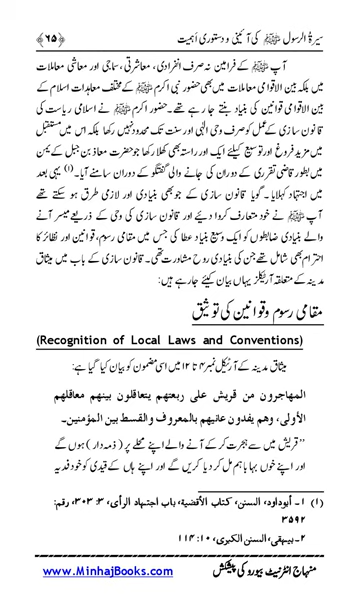 سیرۃ الرسول ﷺ کی آئینی و دستوری اہمیت ﴿۶۵﴾
آپ ﷺ کے فرامین نہ صرف انفرادی، معاشرتی، سماجی اور معاشی معاملات
میں بلکہ بین الاقوامی معاملات میں بھی حضور نبی اکرم ﷺ کے مختلف معاہدات اسلام کے
بین الاقوامی قوانین کی بنیاد بنتے جا رہے تھے۔ حضور اکرم ﷺ نے اسلامی ریاست کی
قانون سازی کے عمل کو صرف وحی الٰہی اور سنت تک محدود نہیں رکھا بلکہ اس میں مستقبل
میں مزید فروغ اور توسیع کیلئے ایک اور راستہ بھی کھلا رکھا جو حضرت معاذ بن جبل کے یمن
میں بطور قاضی تقرری کے دوران کی جانے والی گفتگو کے دوران سامنے آیا۔(۱) یہی بعد
میں اجتہاد کہلایا۔ گویا قانون سازی کے جو بھی بنیادی اور لازمی طرق ہو سکتے تھے
آپ ﷺ نے خود متعارف کروا دیئے اور قانون سازی کی وحی کے ذریعے میسر آنے
والے بنیادی ضابطوں کو ایک وسیع بنیاد عطا کی جس میں مقامی رسوم، قوانین اور نظائر کا
احترام بھی شامل تھے جن کی بنیادی روح مشاورت تھی۔ قانون سازی کے باب میں میثاق
مدینہ کے متعلقہ آرٹیکلز یہاں بیان کیئے جا رہے ہیں:
مقامی رسوم وقوانین کی توثیق
(Recognition of Local Laws and Conventions)
میثاق مدینہ کے آرٹیکل نمبر ۴ تا ۱۲ میں اسی مضمون کو بیان کیا گیا ہے:
المهاجرون من قريش على ربعتهم يتعاقلون بينهم معاقلهم
الأولى، وهم يفدون عانيهم بالمعروف والقسط بين المؤمنين۔
’’قریش میں سے ہجرت کر کے آنے والے اپنے محلے پر (ذمہ دار) ہوں گے
اور اپنے خون بہا باہم مل کر دیا کریں گے اور اپنے ہاں کے قیدی کو خود فدیہ
(۱) ۱۔ أبوداود، السنن، کتاب الأقضیة، باب اجتہاد الرأی، ۳: ۳۰۳، رقم:
۳۵۹۲
۲۔ بیہقی، السنن الکبری، ۱۰: ۱۱۴
منہاج انٹرنیٹ بیورو کی پیشکش www.MinhajBooks.com